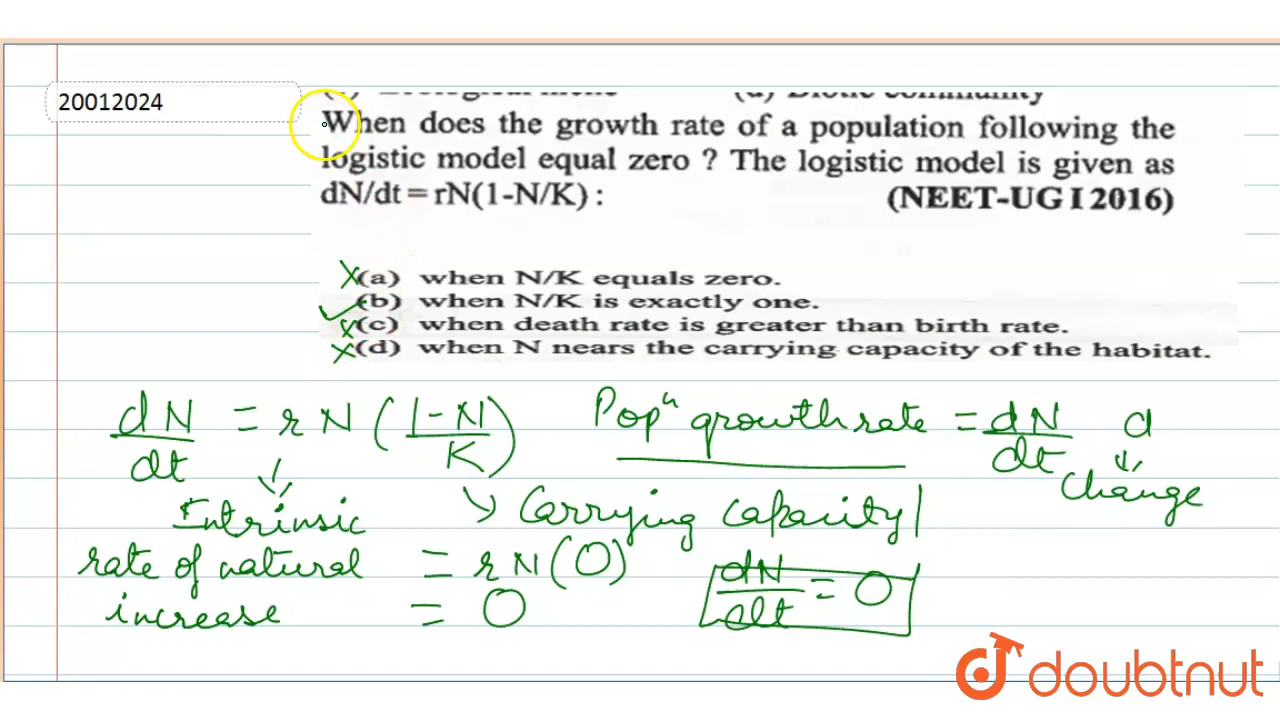 20012024
When does the growth rate of a population following the
logistic model equal zero ? The logistic model is given as
dN/dt = rN(1-N/K) :
(NEET-UG I 2016)
(a) when N/K equals zero.
(b) when N/K is exactly one.
(c) when death rate is greater than birth rate.
(d) when N nears the carrying capacity of the habitat.
dN/dt = rN (1-N/K) Popn growth rate = dN/dt d
Change
Intrinsic Carrying capacity
rate of natural = rN(0) dN/dt = 0
increase = 0
doubtnut